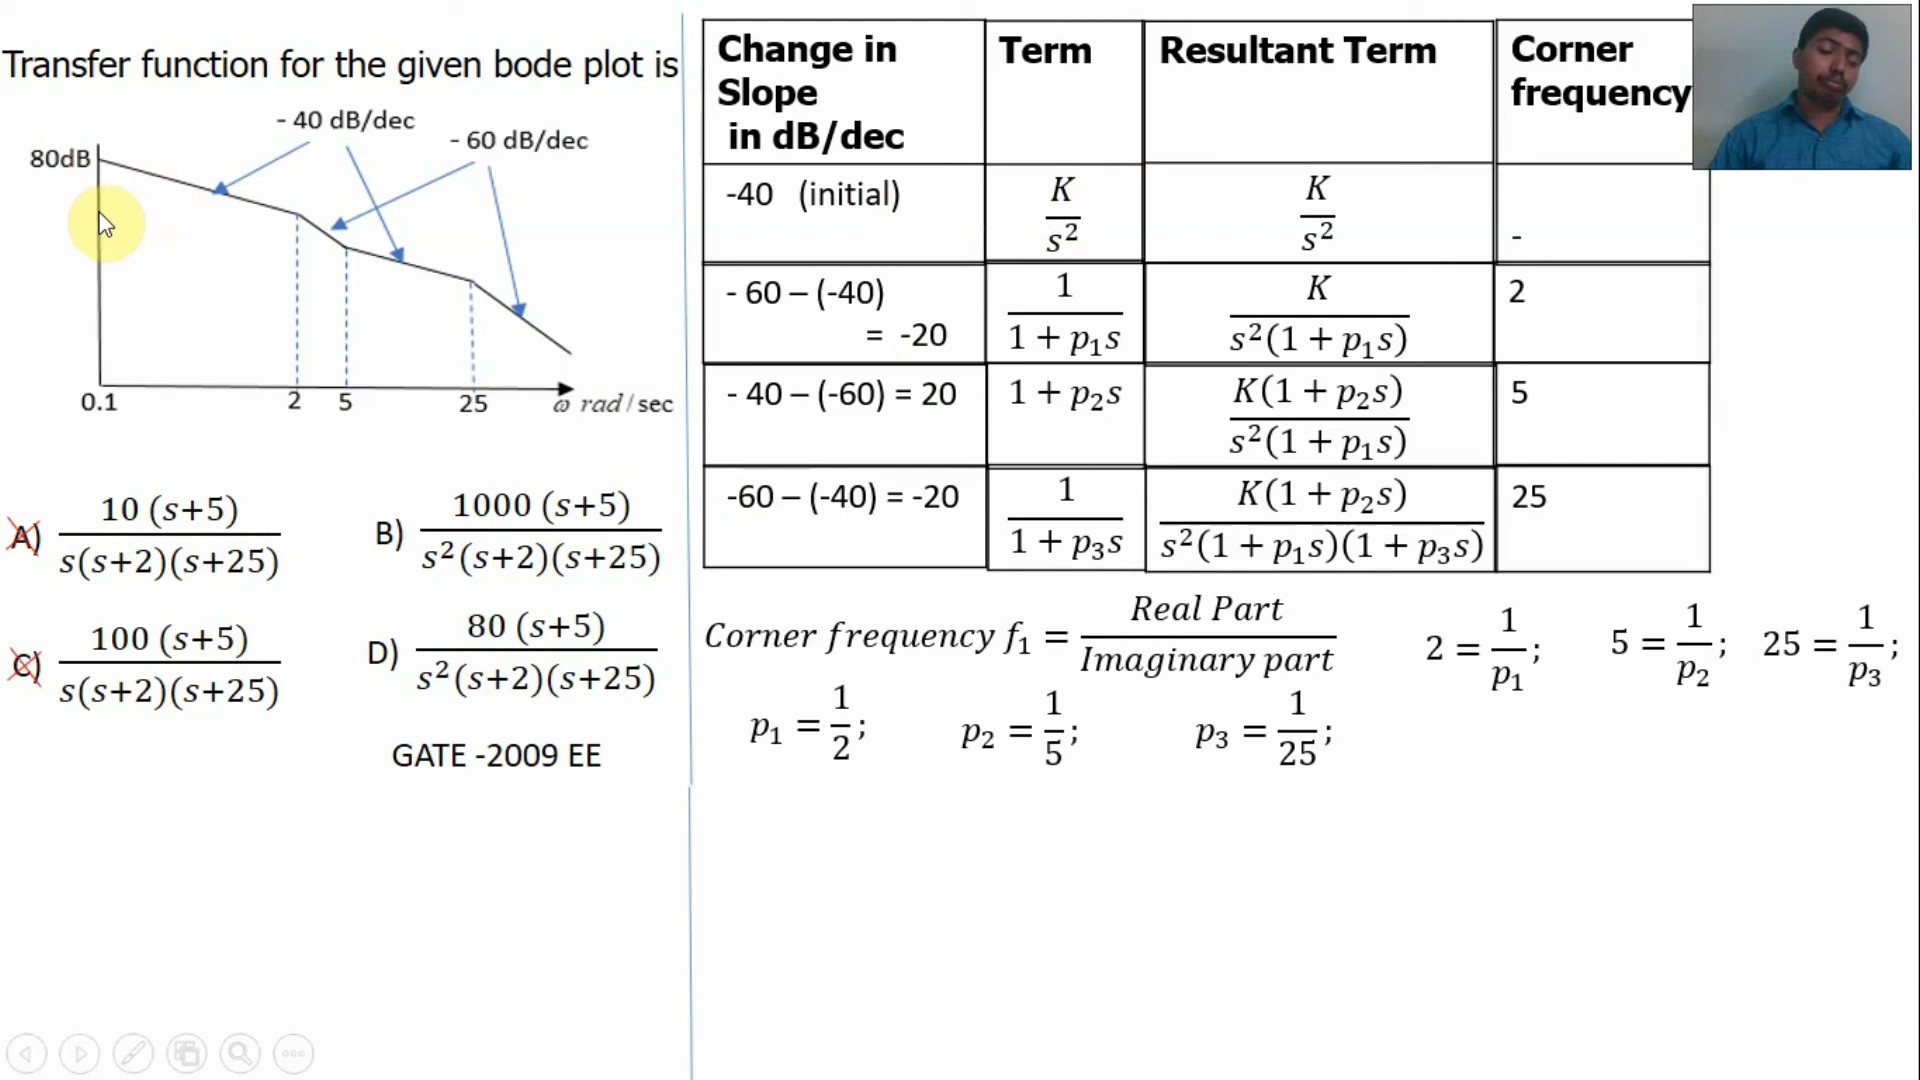 Transfer function for the given bode plot is
- 40 dB/dec
- 60 dB/dec
80dB
0.1 2 5 25 ω rad/sec
A) 10 (s+5) / s(s+2)(s+25)
B) 1000 (s+5) / s²(s+2)(s+25)
C) 100 (s+5) / s(s+2)(s+25)
D) 80 (s+5) / s²(s+2)(s+25)
GATE -2009 EE
Change in Slope in dB/dec Term Resultant Term Corner frequency
-40 (initial) K/s² K/s² -
- 60 – (-40) = -20 1/(1 + p₁s) K/(s²(1 + p₁s)) 2
- 40 – (-60) = 20 1 + p₂s K(1 + p₂s)/(s²(1 + p₁s)) 5
-60 – (-40) = -20 1/(1 + p₃s) K(1 + p₂s)/(s²(1 + p₁s)(1 + p₃s)) 25
Corner frequency f₁ = Real Part / Imaginary part 2 = 1/p₁; 5 = 1/p₂; 25 = 1/p₃;
p₁ = 1/2; p₂ = 1/5; p₃ = 1/25;